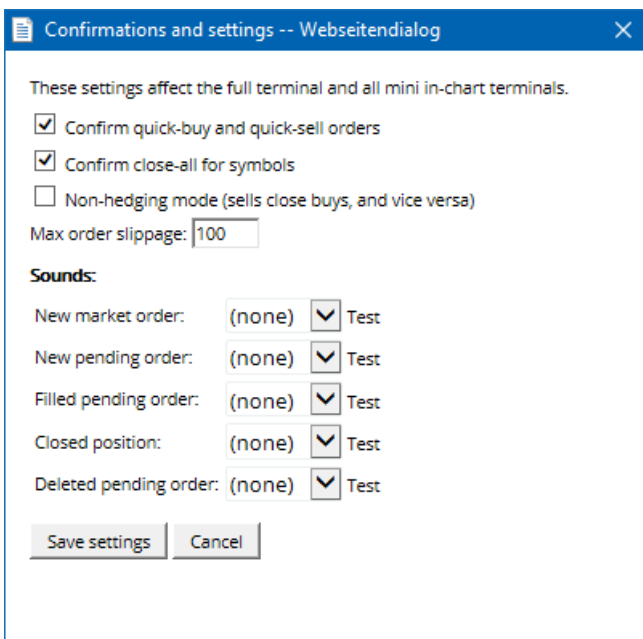 Confirmations and settings -- Webseitendialog
These settings affect the full terminal and all mini in-chart terminals.
Confirm quick-buy and quick-sell orders
Confirm close-all for symbols
Non-hedging mode (sells close buys, and vice versa)
Max order slippage: 100
Sounds:
New market order: (none) Test
New pending order: (none) Test
Filled pending order: (none) Test
Closed position: (none) Test
Deleted pending order: (none) Test
Save settings Cancel